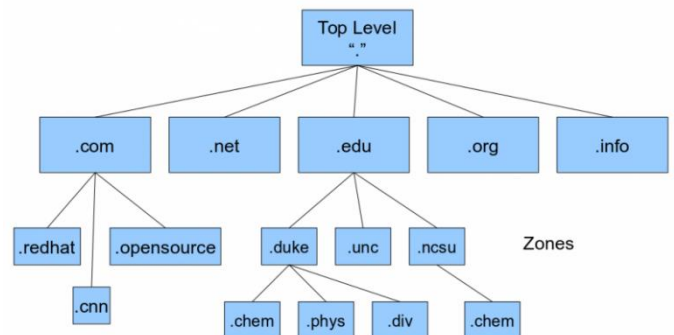 Top Level
“.”
.com
.net
.edu
.org
.info
.redhat
.opensource
.duke
.unc
.ncsu
Zones
.cnn
.chem
.phys
.div
.chem